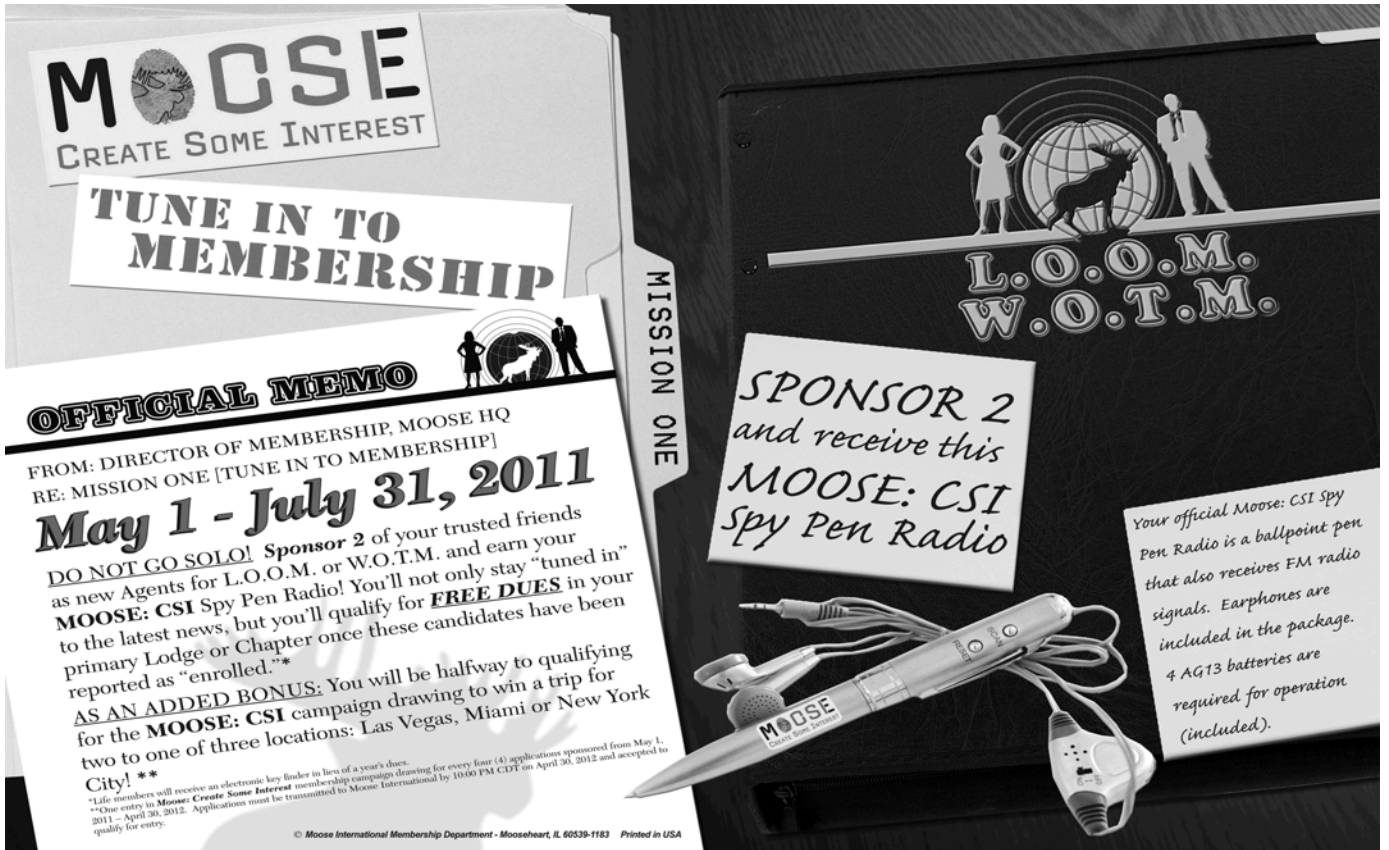 MOOSE
CREATE SOME INTEREST
TUNE IN TO
MEMBERSHIP
MISSION ONE
OFFICIAL MEMO
FROM: DIRECTOR OF MEMBERSHIP, MOOSE HQ
RE: MISSION ONE [TUNE IN TO MEMBERSHIP]
May 1 - July 31, 2011
DO NOT GO SOLO! Sponsor 2 of your trusted friends
as new Agents for L.O.O.M. or W.O.T.M. and earn your
MOOSE: CSI Spy Pen Radio! You'll not only stay "tuned in"
to the latest news, but you'll qualify for FREE DUES in your
primary Lodge or Chapter once these candidates have been
reported as "enrolled."*
AS AN ADDED BONUS: You will be halfway to qualifying
for the MOOSE: CSI campaign drawing to win a trip for
two to one of three locations: Las Vegas, Miami or New York
City! **
*Life members will receive an electronic key finder in lieu of a year's dues.
**One entry in Moose: Create Some Interest membership campaign drawing for every four (4) applications sponsored from May 1,
2011 – April 30, 2012. Applications must be transmitted to Moose International by 10:00 PM CDT on April 30, 2012 and accepted to
qualify for entry.
© Moose International Membership Department - Mooseheart, IL 60539-1183 Printed in USA
L.O.O.M.
W.O.T.M.
SPONSOR 2
and receive this
MOOSE: CSI
Spy Pen Radio
Your official Moose: CSI Spy
Pen Radio is a ballpoint pen
that also receives FM radio
signals. Earphones are
included in the package.
4 AG13 batteries are
required for operation
(included).
SCAN
RESET
MOOSE
CREATE SOME INTEREST